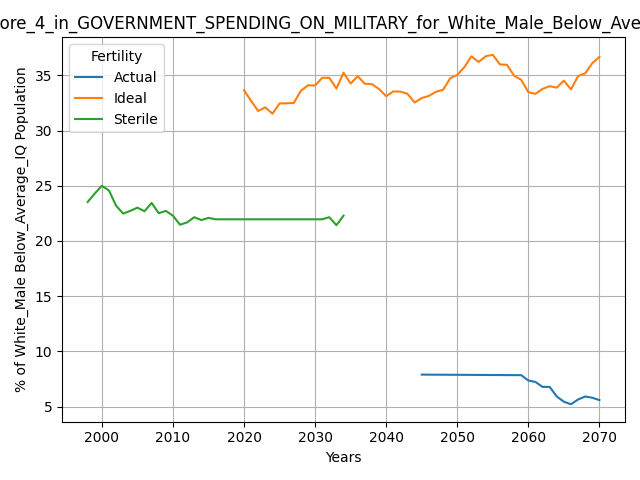 ore_4_in_GOVERNMENT_SPENDING_ON_MILITARY_for_White_Male_Below_Ave
Fertility
Actual
Ideal
Sterile
% of White_Male Below_Average_IQ Population
35
30
25
20
15
10
5
2000 2010 2020 2030 2040 2050 2060 2070
Years